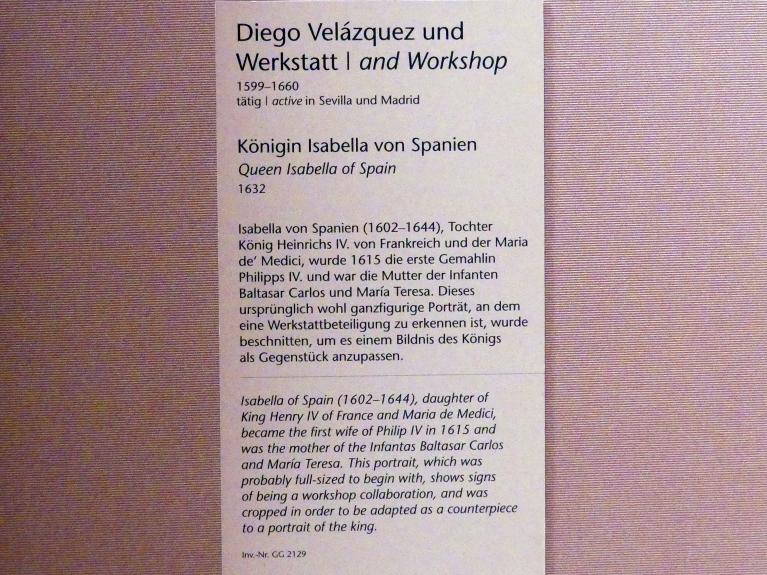 Diego Velázquez und
Werkstatt | and Workshop
1599–1660
tätig | active in Sevilla und Madrid
Königin Isabella von Spanien
Queen Isabella of Spain
1632
Isabella von Spanien (1602–1644), Tochter
König Heinrichs IV. von Frankreich und der Maria
de’ Medici, wurde 1615 die erste Gemahlin
Philipps IV. und war die Mutter der Infanten
Baltasar Carlos und María Teresa. Dieses
ursprünglich wohl ganzfigurige Porträt, an dem
eine Werkstattbeteiligung zu erkennen ist, wurde
beschnitten, um es einem Bildnis des Königs
als Gegenstück anzupassen.
Isabella of Spain (1602–1644), daughter of
King Henry IV of France and Maria de Medici,
became the first wife of Philip IV in 1615 and
was the mother of the Infantas Baltasar Carlos
and María Teresa. This portrait, which was
probably full-sized to begin with, shows signs
of being a workshop collaboration, and was
cropped in order to be adapted as a counterpiece
to a portrait of the king.
Inv.-Nr. GG 2129